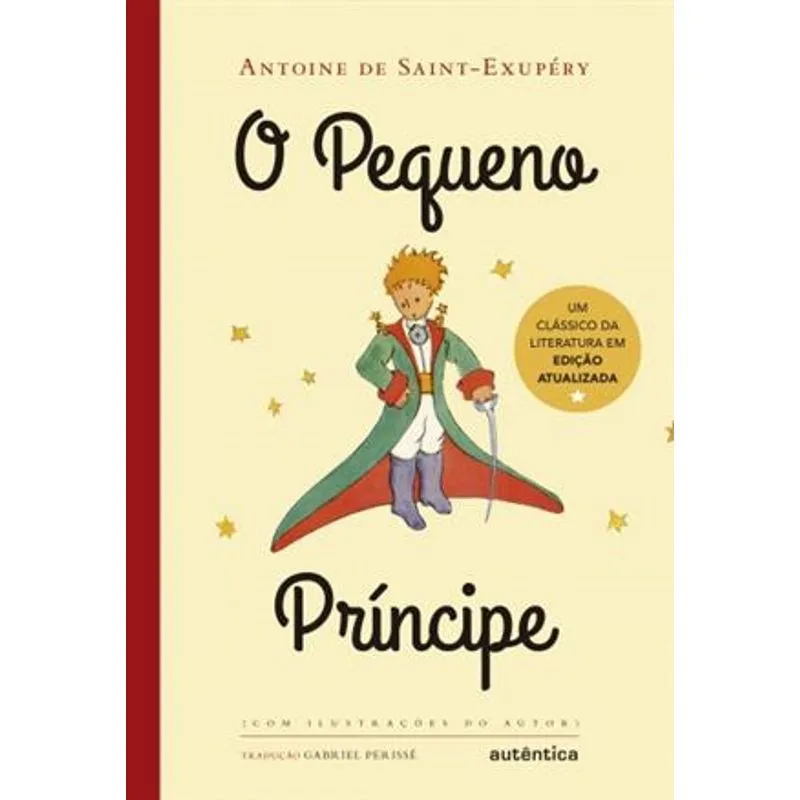 ANTOINE DE SAINT-EXUPÉRY
O Pequeno
UM
CLÁSSICO DA
LITERATURA EM
EDIÇÃO
ATUALIZADA
Príncipe
[COM ILUSTRAÇÕES DO AUTOR]
TRADUÇÃO GABRIEL PERISSÉ
autêntica